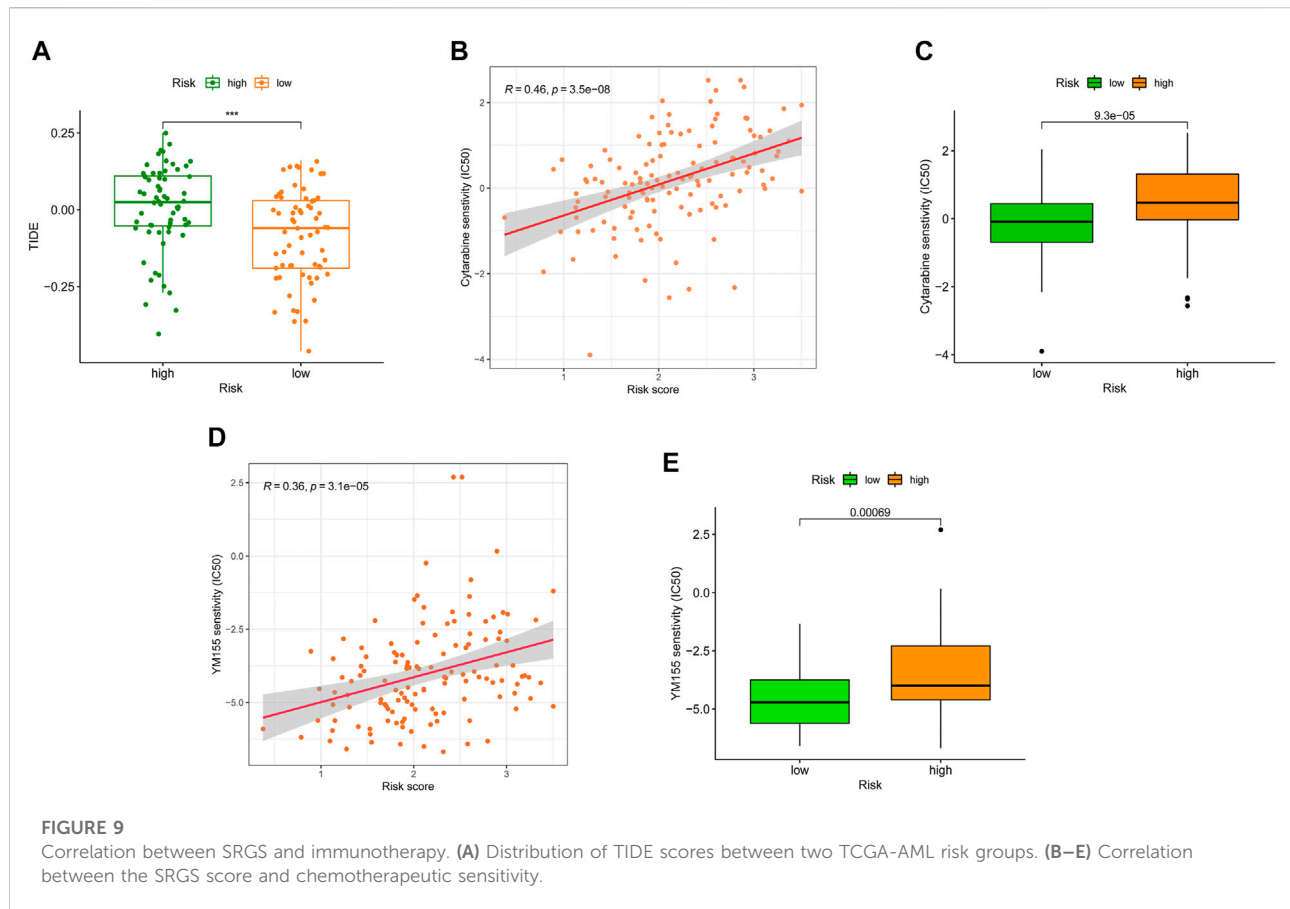 A
Risk high low
***
0.25
0.00
−0.25
TIDE
high low
Risk
B
R = 0.46, p = 3.5e−08
2
0
−2
−4
Cytarabine senstivity (IC50)
1 2 3
Risk score
C
Risk low high
9.3e−05
2
0
−2
−4
Cytarabine sensitivity (IC50)
low high
Risk
D
R = 0.36, p = 3.1e−05
2.5
0.0
−2.5
−5.0
YM155 senstivity (IC50)
1 2 3
Risk score
E
Risk low high
0.00069
2.5
0.0
−2.5
−5.0
YM155 senstivity (IC50)
low high
Risk
FIGURE 9
Correlation between SRGS and immunotherapy. (A) Distribution of TIDE scores between two TCGA-AML risk groups. (B–E) Correlation
between the SRGS score and chemotherapeutic sensitivity.